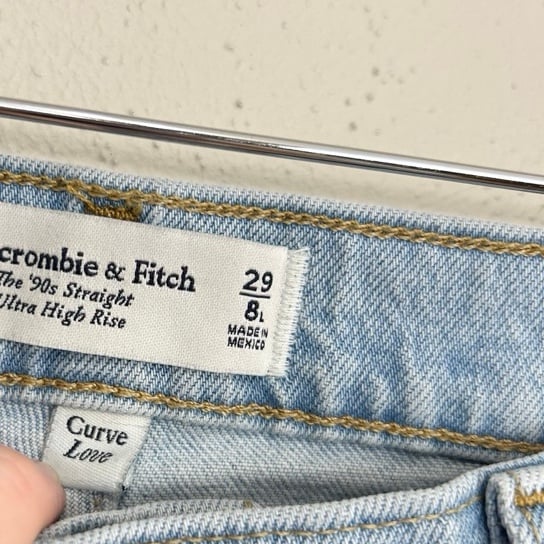 crombie & Fitch
The '90s Straight
Ultra High Rise
29
8L
MADE IN
MEXICO
Curve
Love